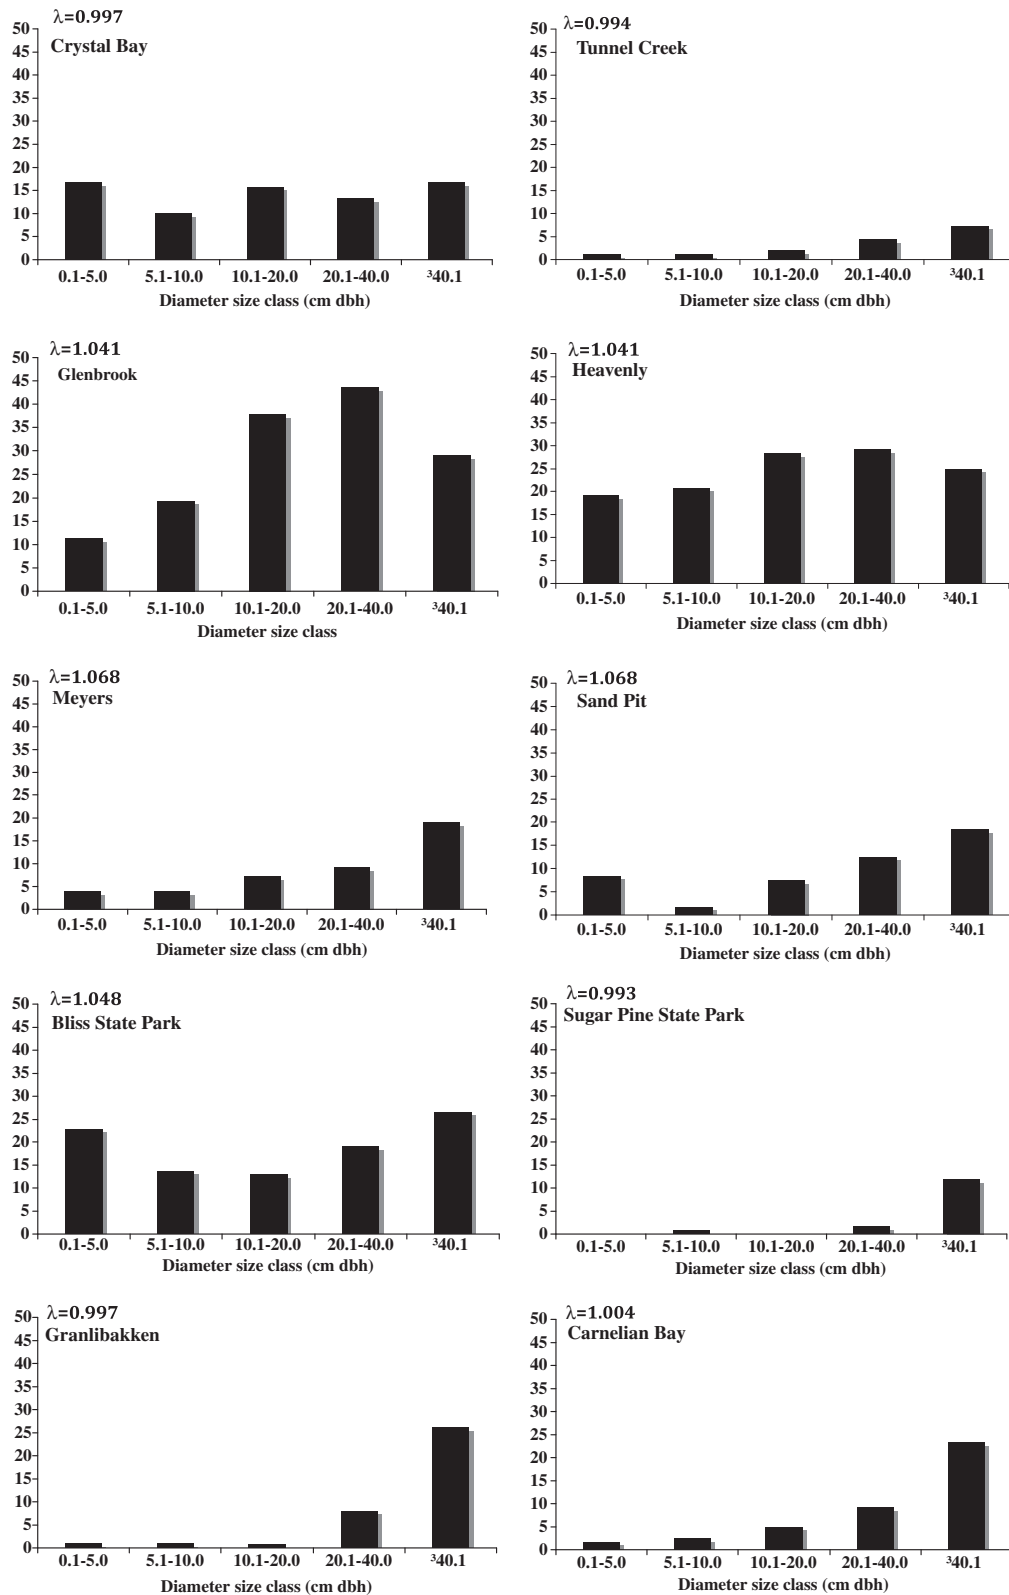 λ=0.997
Crystal Bay
50
45
40
35
30
25
20
15
10
5
0
0.1-5.0 5.1-10.0 10.1-20.0 20.1-40.0 ³40.1
Diameter size class (cm dbh)
λ=0.994
Tunnel Creek
50
45
40
35
30
25
20
15
10
5
0
0.1-5.0 5.1-10.0 10.1-20.0 20.1-40.0 ³40.1
Diameter size class (cm dbh)
λ=1.041
Glenbrook
50
45
40
35
30
25
20
15
10
5
0
0.1-5.0 5.1-10.0 10.1-20.0 20.1-40.0 ³40.1
Diameter size class
λ=1.041
Heavenly
50
45
40
35
30
25
20
15
10
5
0
0.1-5.0 5.1-10.0 10.1-20.0 20.1-40.0 ³40.1
Diameter size class (cm dbh)
λ=1.068
Meyers
50
45
40
35
30
25
20
15
10
5
0
0.1-5.0 5.1-10.0 10.1-20.0 20.1-40.0 ³40.1
Diameter size class (cm dbh)
λ=1.068
Sand Pit
50
45
40
35
30
25
20
15
10
5
0
0.1-5.0 5.1-10.0 10.1-20.0 20.1-40.0 ³40.1
Diameter size class (cm dbh)
λ=1.048
Bliss State Park
50
45
40
35
30
25
20
15
10
5
0
0.1-5.0 5.1-10.0 10.1-20.0 20.1-40.0 ³40.1
Diameter size class (cm dbh)
λ=0.993
Sugar Pine State Park
50
45
40
35
30
25
20
15
10
5
0
0.1-5.0 5.1-10.0 10.1-20.0 20.1-40.0 ³40.1
Diameter size class (cm dbh)
λ=0.997
Granlibakken
50
45
40
35
30
25
20
15
10
5
0
0.1-5.0 5.1-10.0 10.1-20.0 20.1-40.0 ³40.1
Diameter size class (cm dbh)
λ=1.004
Carnelian Bay
50
45
40
35
30
25
20
15
10
5
0
0.1-5.0 5.1-10.0 10.1-20.0 20.1-40.0 ³40.1
Diameter size class (cm dbh)